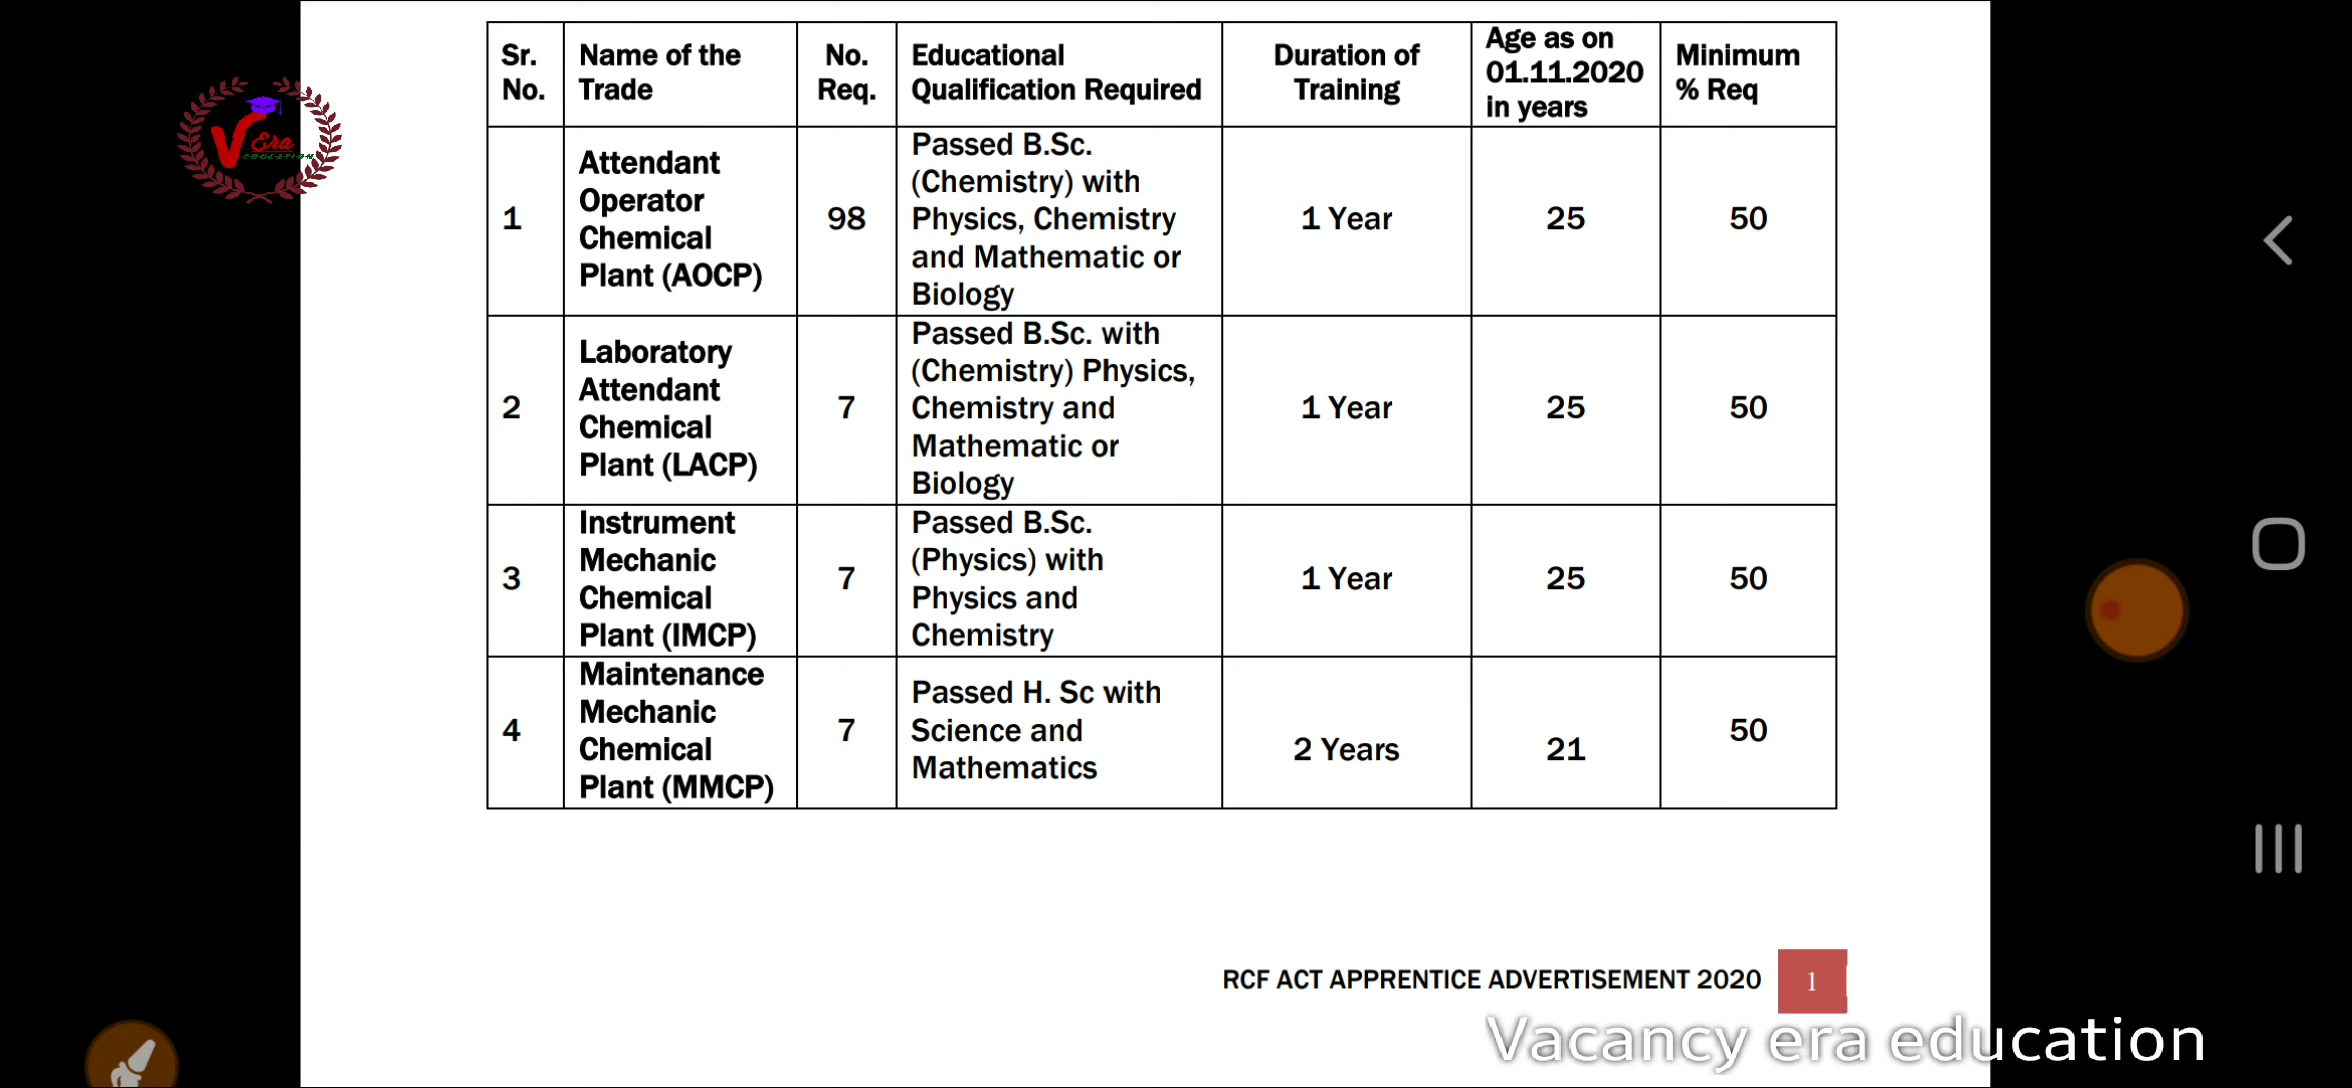 Sr.
No.
Name of the
Trade
No.
Req.
Educational
Qualification Required
Duration of
Training
Age as on
01.11.2020
in years
Minimum
% Req
1
Attendant
Operator
Chemical
Plant (AOCP)
98
Passed B.Sc.
(Chemistry) with
Physics, Chemistry
and Mathematic or
Biology
1 Year
25
50
2
Laboratory
Attendant
Chemical
Plant (LACP)
7
Passed B.Sc. with
(Chemistry) Physics,
Chemistry and
Mathematic or
Biology
1 Year
25
50
3
Instrument
Mechanic
Chemical
Plant (IMCP)
7
Passed B.Sc.
(Physics) with
Physics and
Chemistry
1 Year
25
50
4
Maintenance
Mechanic
Chemical
Plant (MMCP)
7
Passed H. Sc with
Science and
Mathematics
2 Years
21
50
RCF ACT APPRENTICE ADVERTISEMENT 2020
1
V Era
EDUCATION
Vacancy era education